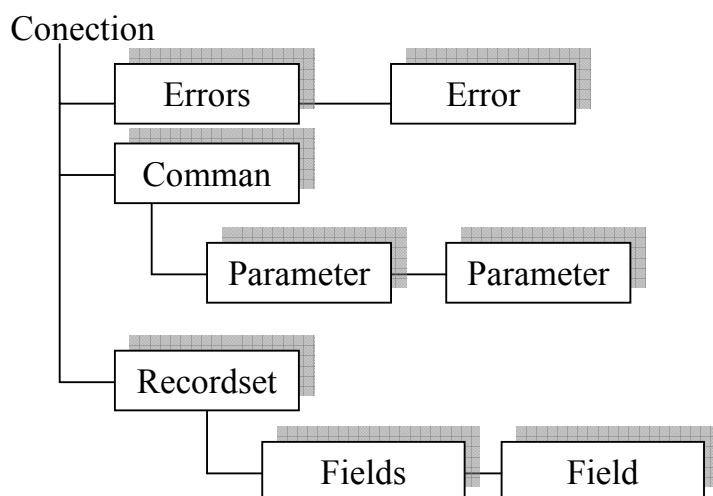 Conection
Errors
Error
Comman
Parameter
Parameter
Recordset
Fields
Field